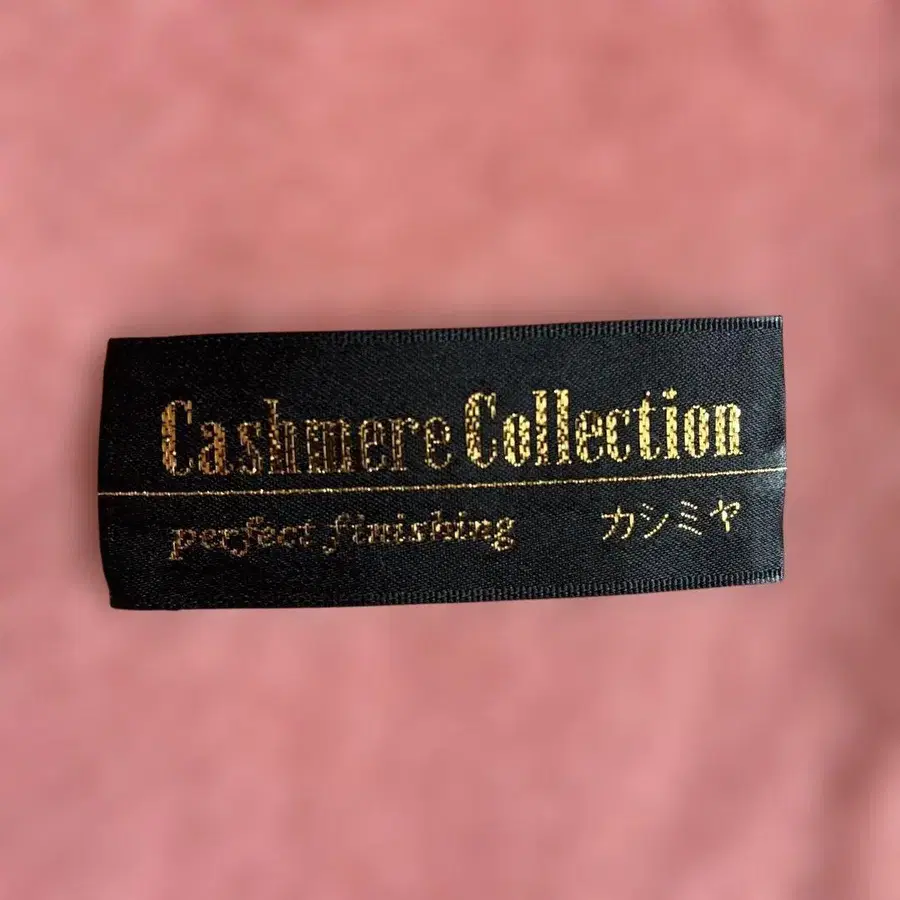 Cashmere Collection
perfect finishing カシミヤ